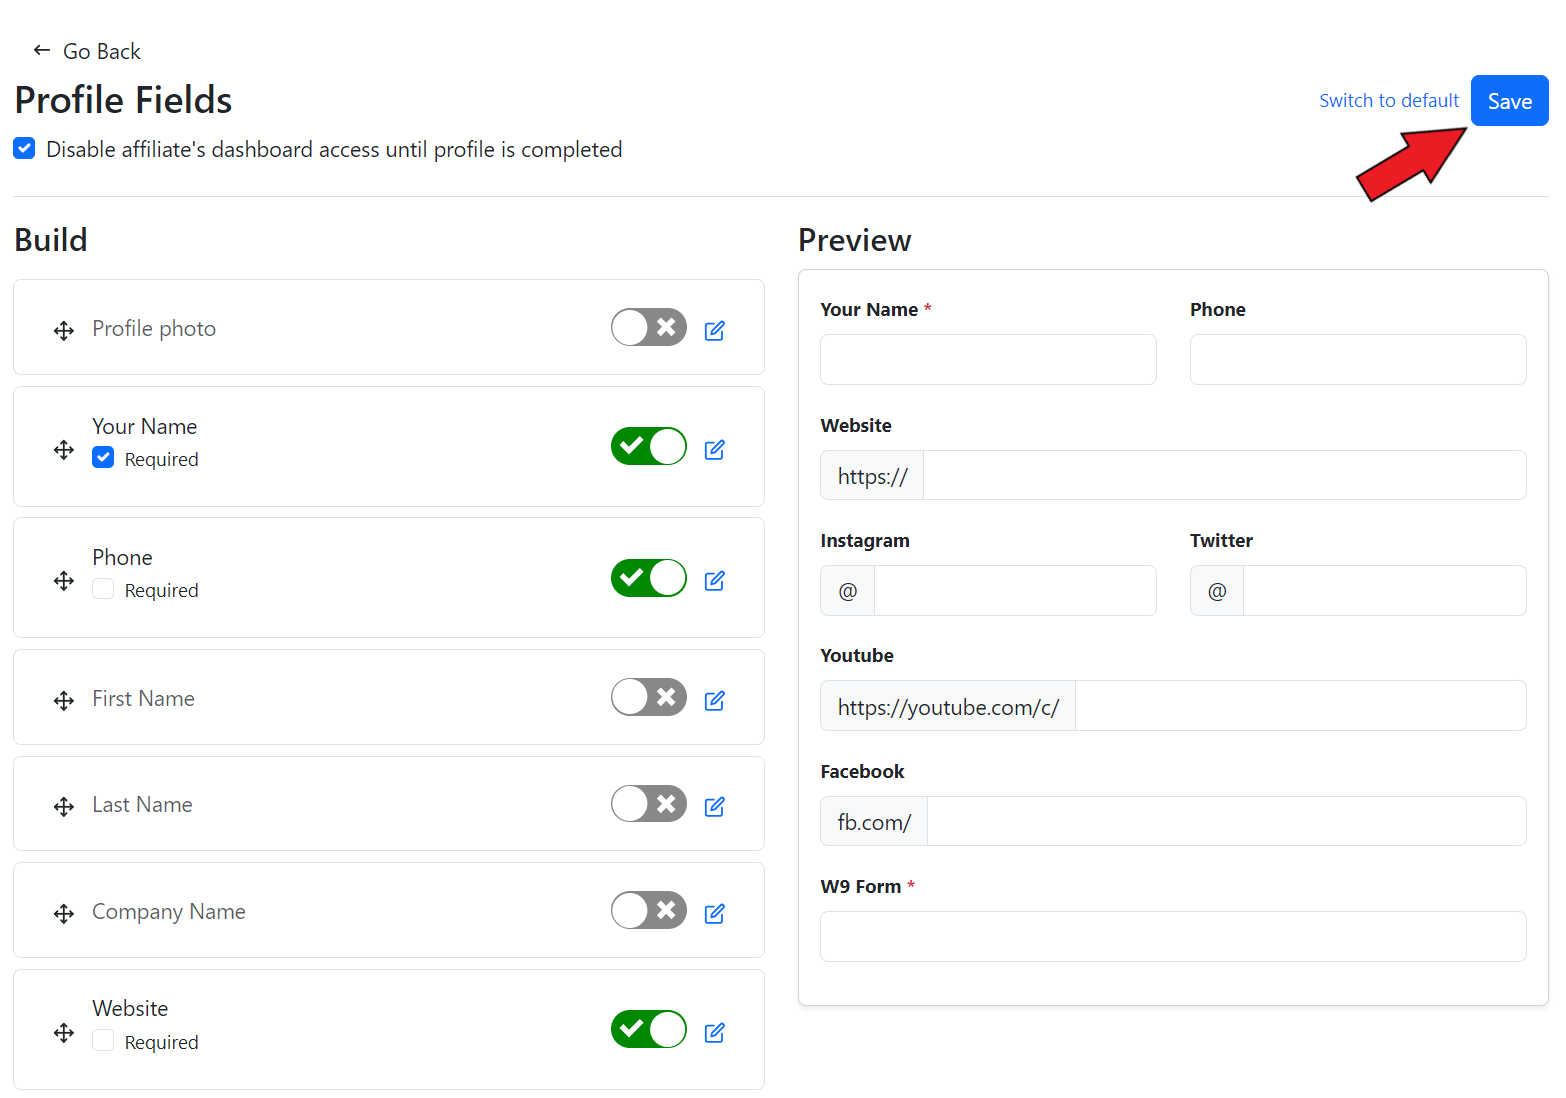 Go Back
Profile Fields
Switch to default
Save
Disable affiliate's dashboard access until profile is completed
Build
Profile photo
Your Name
Required
Phone
Required
First Name
Last Name
Company Name
Website
Required
Preview
Your Name *
Phone
Website
https://
Instagram
Twitter
@
@
Youtube
https://youtube.com/c/
Facebook
fb.com/
W9 Form *